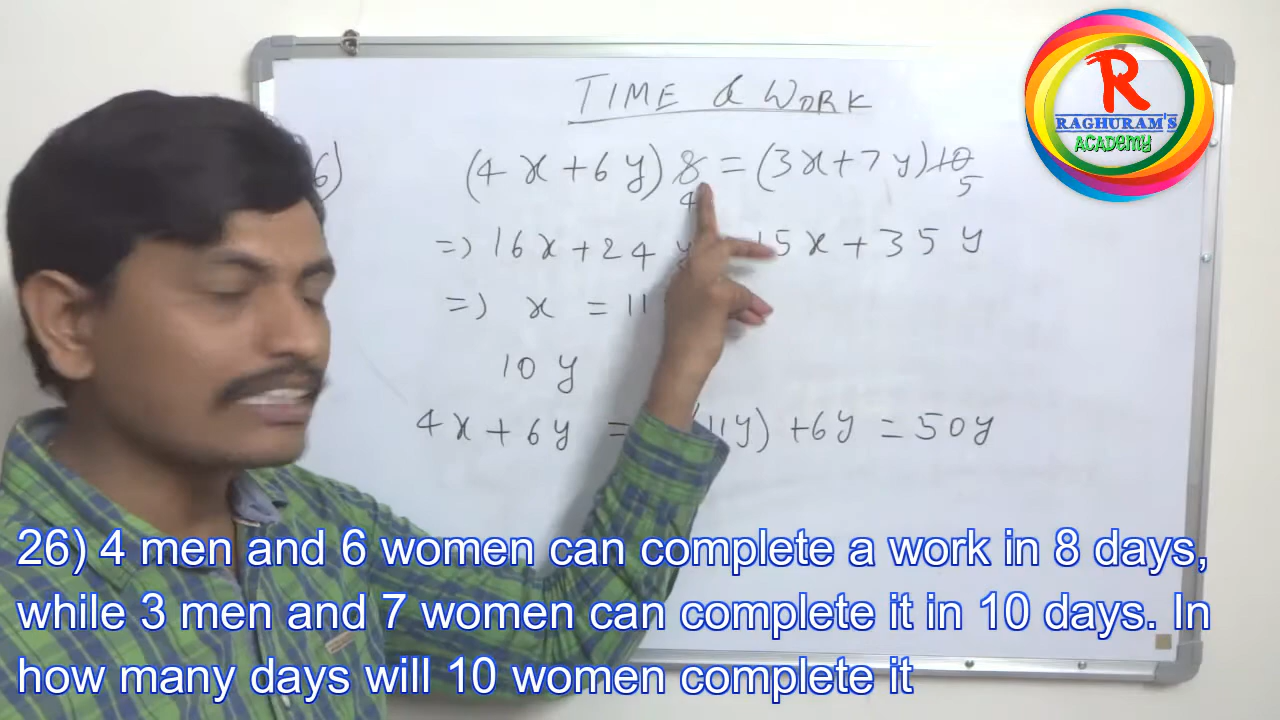 TIME & WORK
R
RAGHURAM'S
ACADEMY
6) (4x+6y) 8 = (3x+7y) 10
4 5
=) 16x+24y 15x+35y
=) x = 11
10y
4x+6y = (11y) +6y = 50y
26) 4 men and 6 women can complete a work in 8 days,
while 3 men and 7 women can complete it in 10 days. In
how many days will 10 women complete it